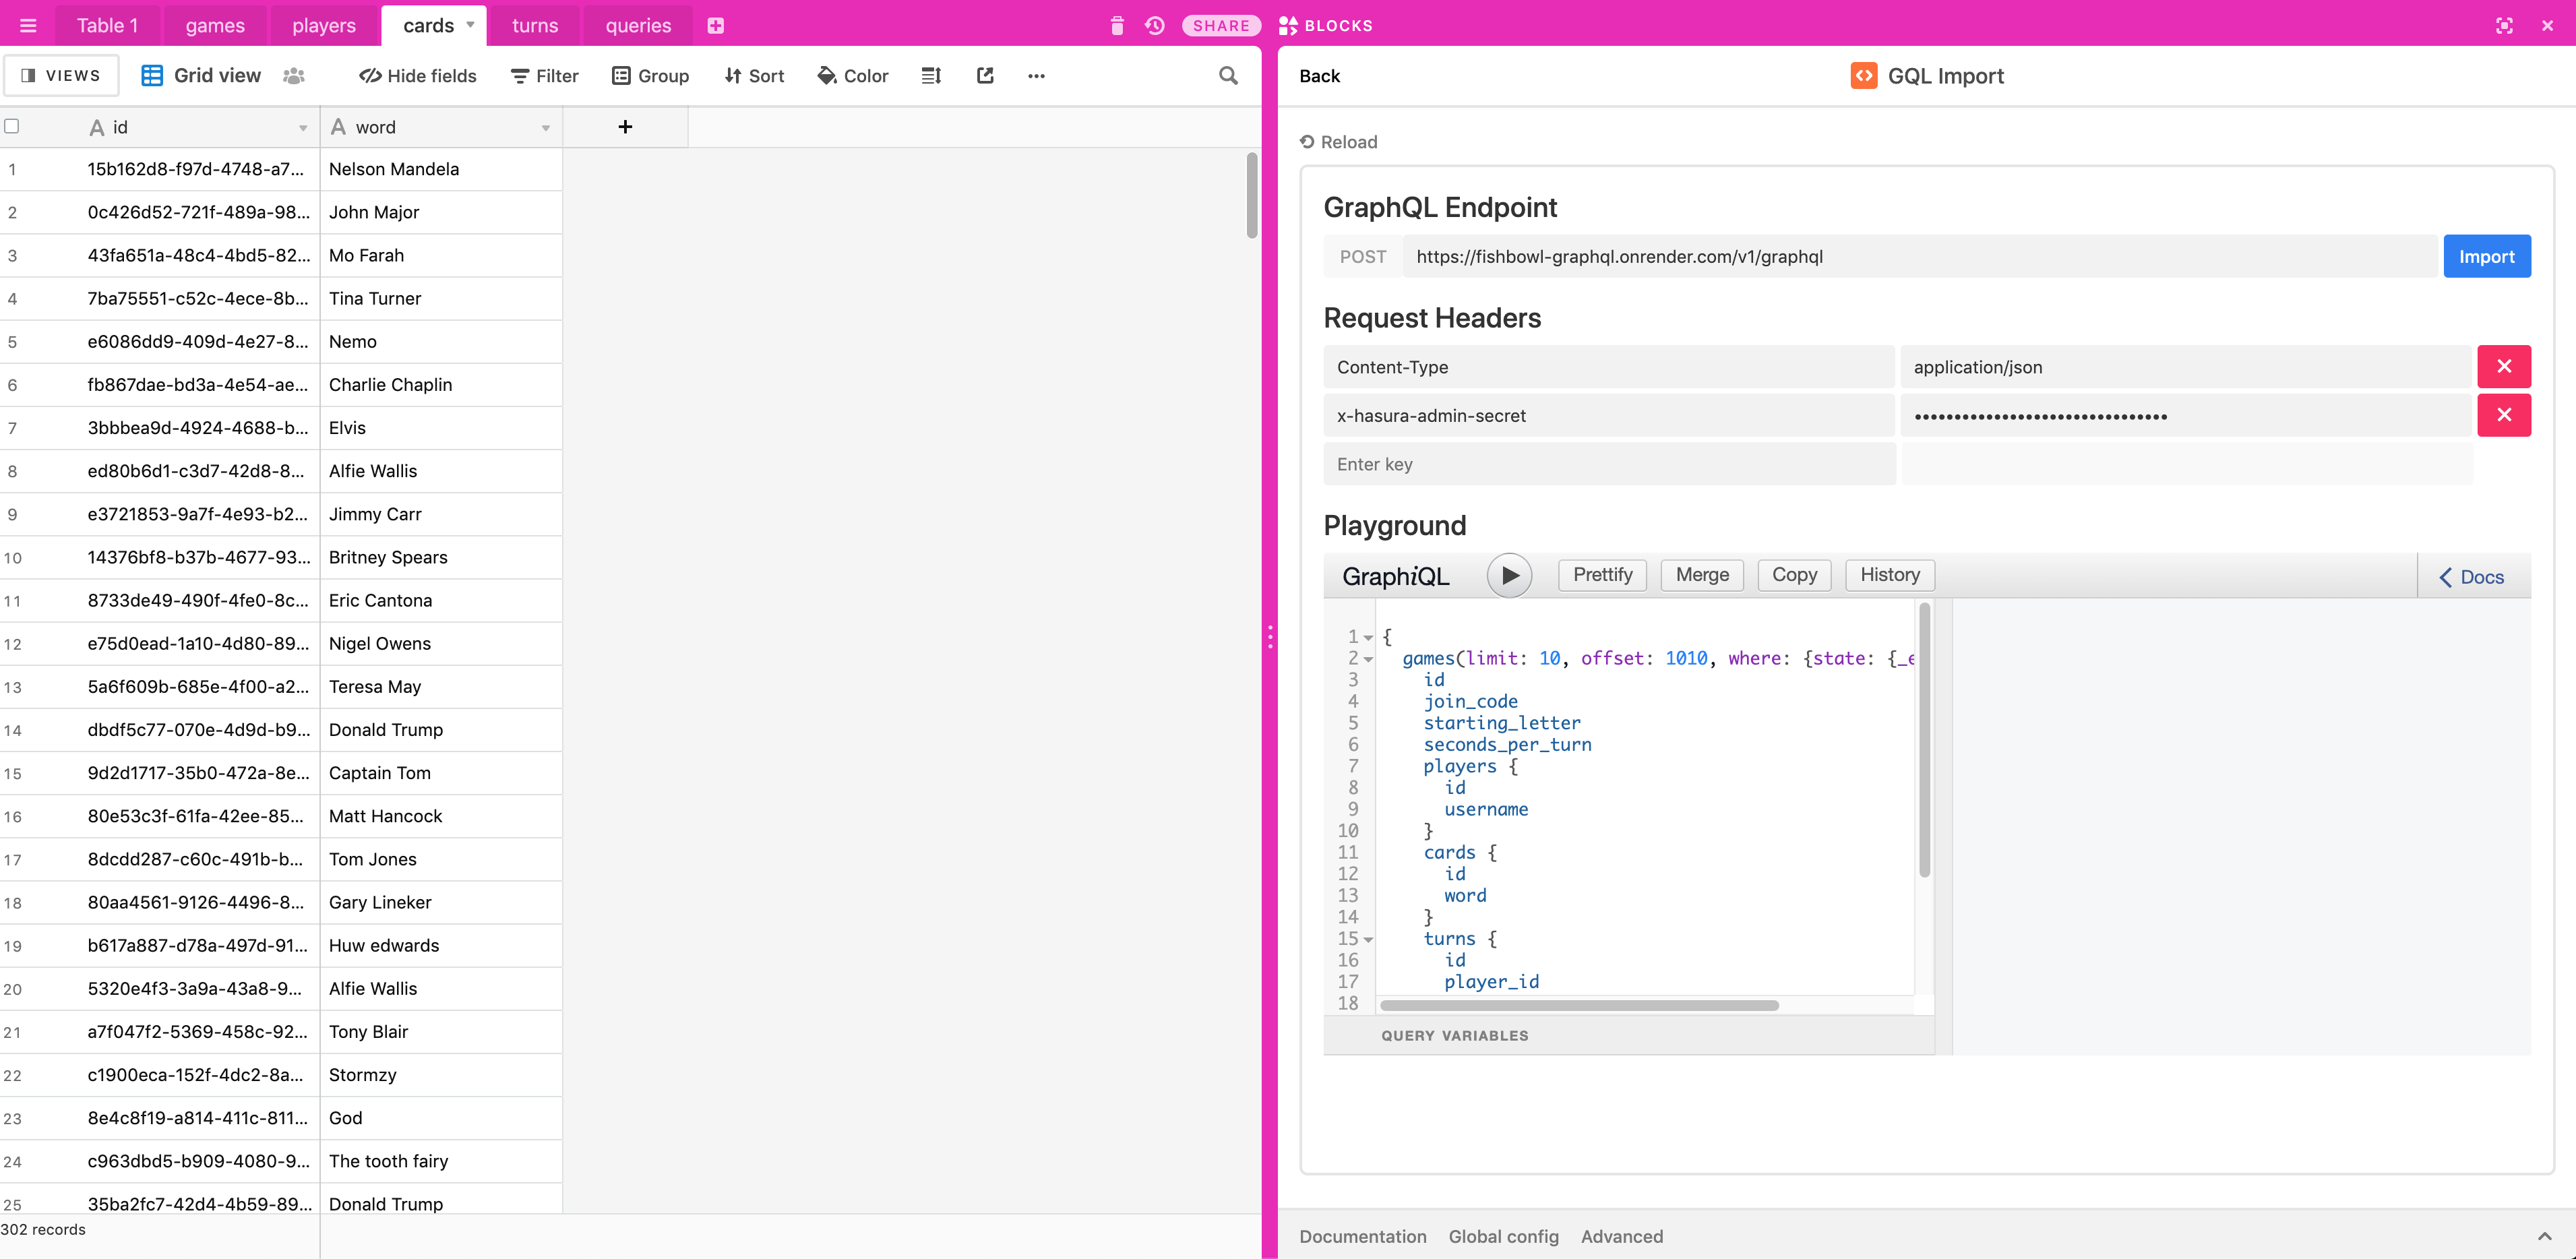 Table 1 games players cards turns queries SHARE BLOCKS
VIEWS Grid view Hide fields Filter Group Sort Color
id word +
1 15b162d8-f97d-4748-a7... Nelson Mandela
2 0c426d52-721f-489a-98... John Major
3 43fa651a-48c4-4bd5-82... Mo Farah
4 7ba75551-c52c-4ece-8b... Tina Turner
5 e6086dd9-409d-4e27-8... Nemo
6 fb867dae-bd3a-4e54-ae... Charlie Chaplin
7 3bbbea9d-4924-4688-b... Elvis
8 ed80b6d1-c3d7-42d8-8... Alfie Wallis
9 e3721853-9a7f-4e93-b2... Jimmy Carr
10 14376bf8-b37b-4677-93... Britney Spears
11 8733de49-490f-4fe0-8c... Eric Cantona
12 e75d0ead-1a10-4d80-89... Nigel Owens
13 5a6f609b-685e-4f00-a2... Teresa May
14 dbdf5c77-070e-4d9d-b9... Donald Trump
15 9d2d1717-35b0-472a-8e... Captain Tom
16 80e53c3f-61fa-42ee-85... Matt Hancock
17 8dcdd287-c60c-491b-b... Tom Jones
18 80aa4561-9126-4496-8... Gary Lineker
19 b617a887-d78a-497d-91... Huw edwards
20 5320e4f3-3a9a-43a8-9... Alfie Wallis
21 a7f047f2-5369-458c-92... Tony Blair
22 c1900eca-152f-4dc2-8a... Stormzy
23 8e4c8f19-a814-411c-811... God
24 c963dbd5-b909-4080-9... The tooth fairy
25 35ba2fc7-42d4-4b59-89... Donald Trump
302 records
Back GQL Import
Reload
GraphQL Endpoint
POST https://fishbowl-graphql.onrender.com/v1/graphql Import
Request Headers
Content-Type application/json
x-hasura-admin-secret ••••••••••••••••••••••••••••••••
Enter key
Playground
GraphiQL Prettify Merge Copy History Docs
1 {
2 games(limit: 10, offset: 1010, where: {state: {_e
3 id
4 join_code
5 starting_letter
6 seconds_per_turn
7 players {
8 id
9 username
10 }
11 cards {
12 id
13 word
14 }
15 turns {
16 id
17 player_id
18
QUERY VARIABLES
Documentation Global config Advanced